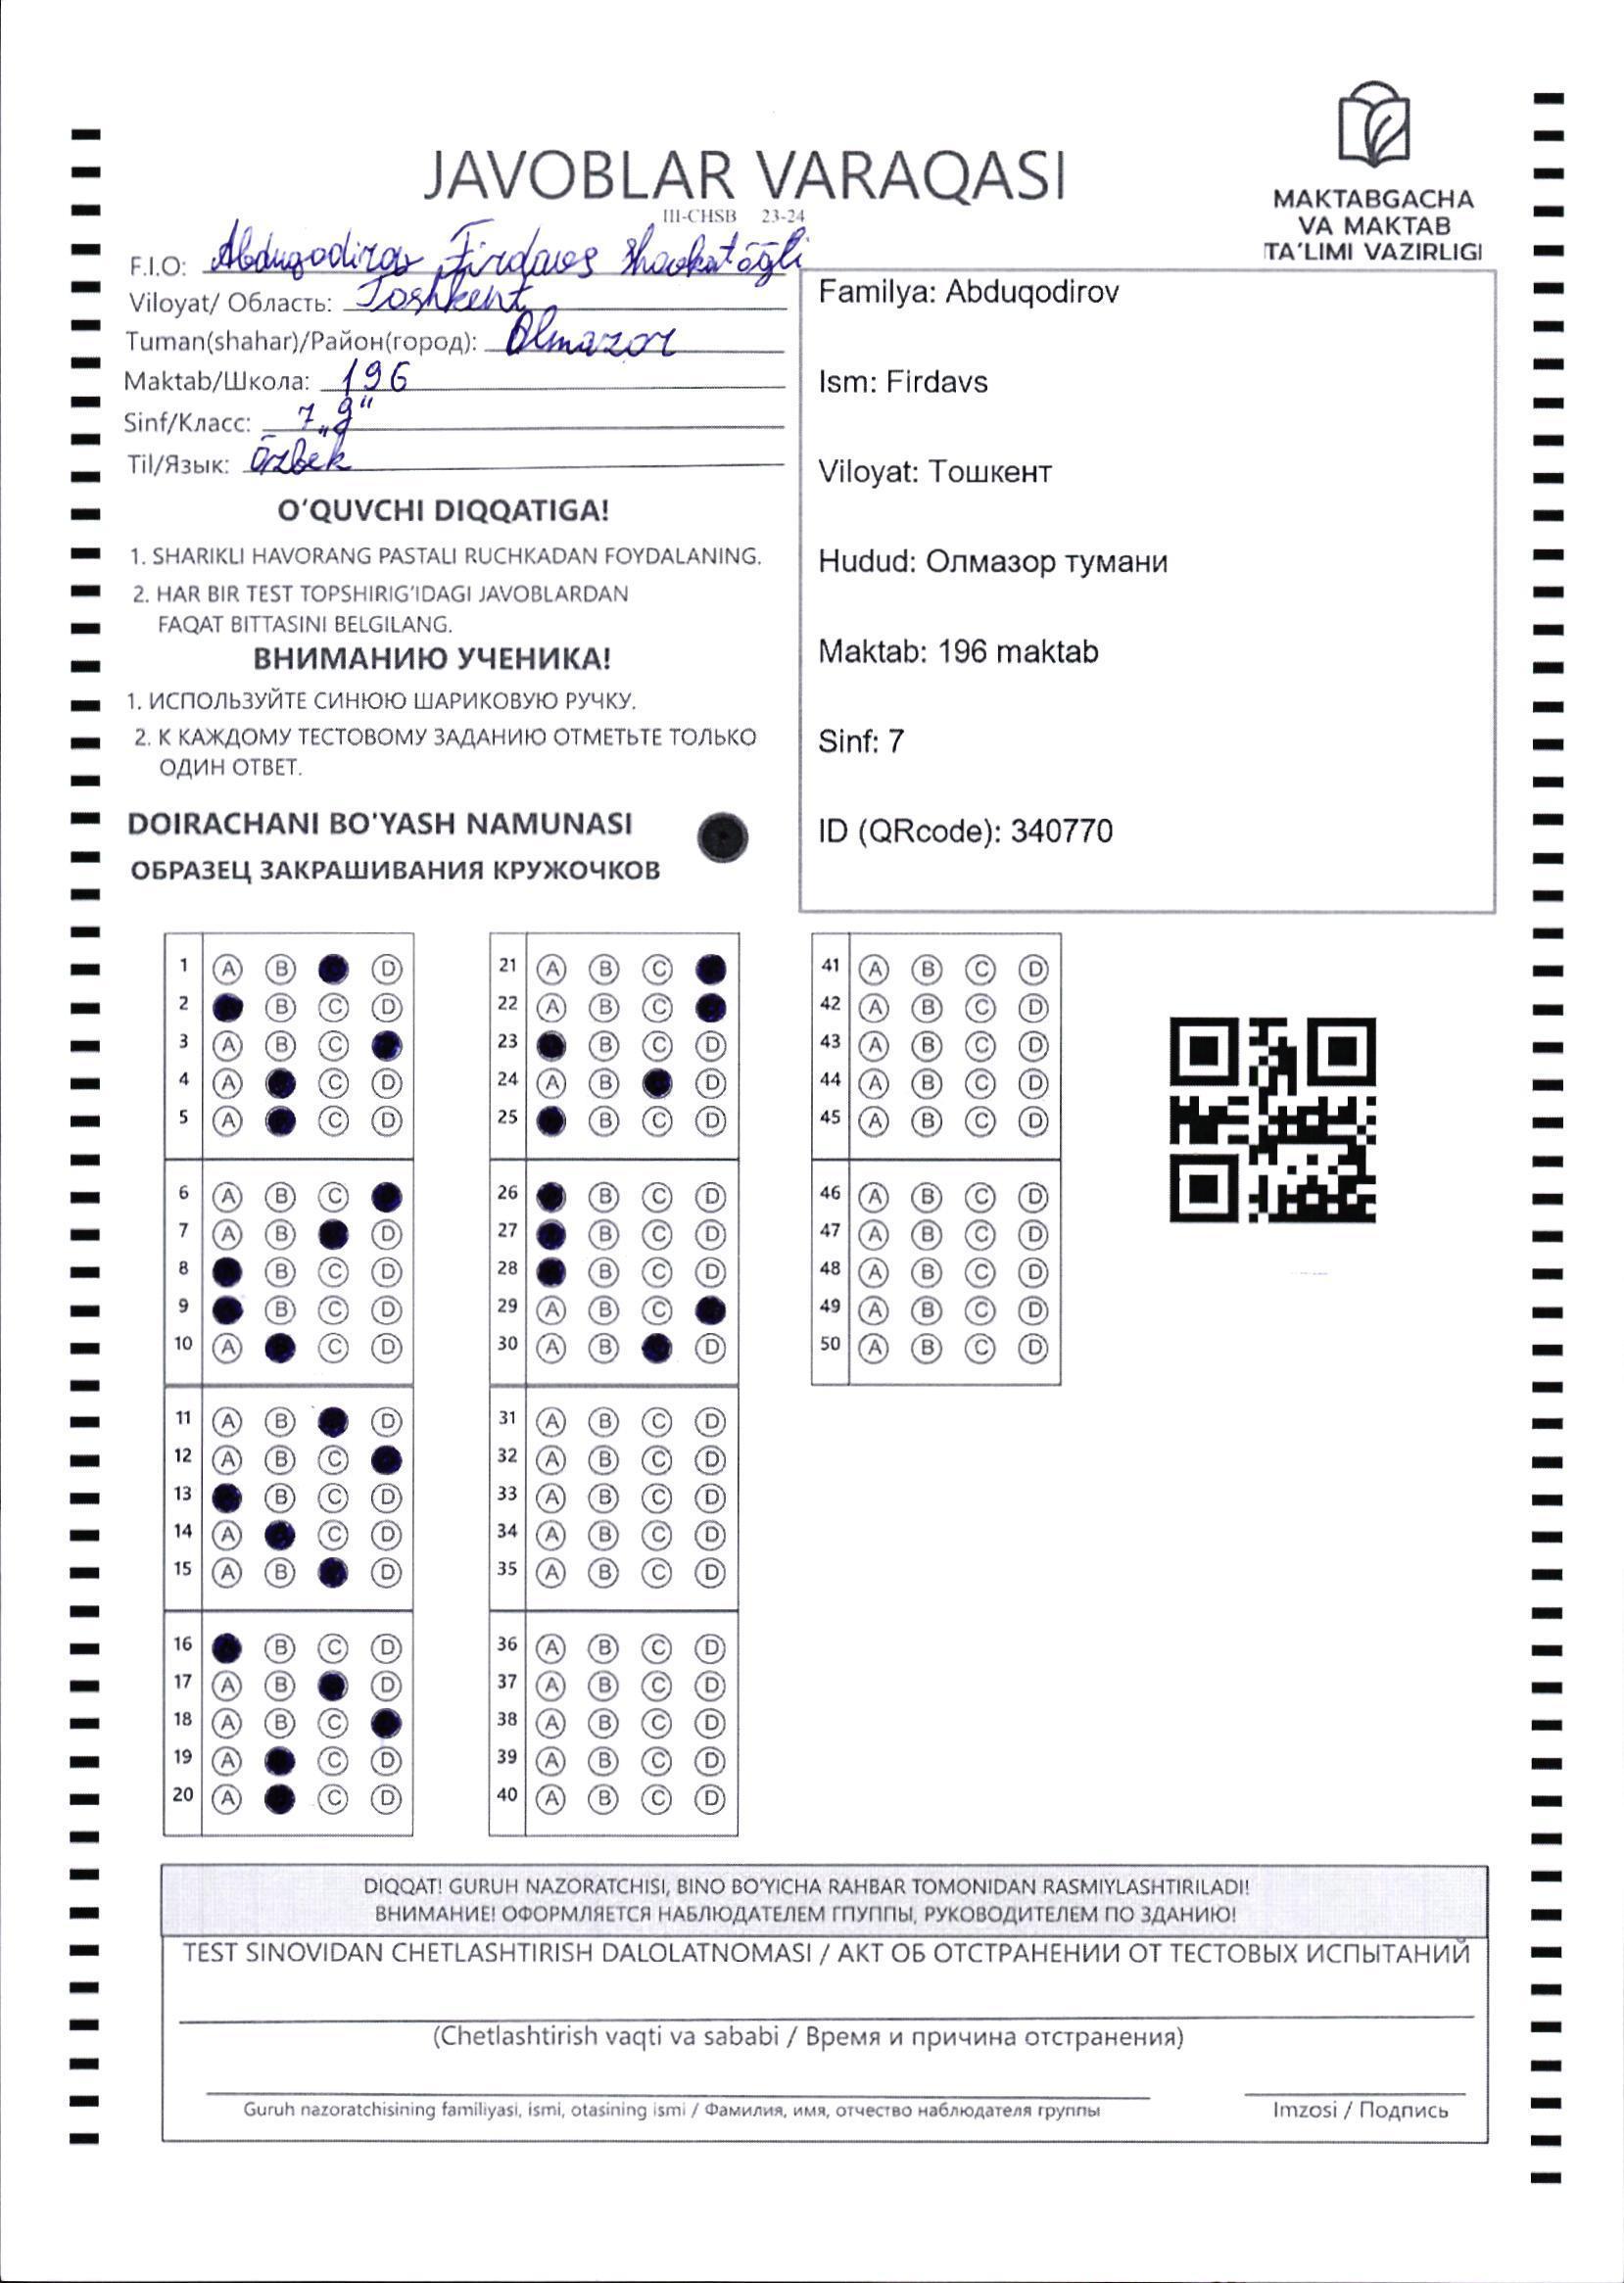 JAVOBLAR VARAQASI
III-CHSB 23-24
MAKTABGACHA
VA MAKTAB
TA'LIMI VAZIRLIGI
F.I.O: Abduqodirov Firdavs Shavkat õgli
Viloyat/ Область: Toshkent
Tuman(shahar)/Район(город): Olmazor
Maktab/Школа: 196
Sinf/Класс: 7 „g“
Til/Язык: Õzbek
O‘QUVCHI DIQQATIGA!
1. SHARIKLI HAVORANG PASTALI RUCHKADAN FOYDALANING.
2. HAR BIR TEST TOPSHIRIG‘IDAGI JAVOBLARDAN
FAQAT BITTASINI BELGILANG.
ВНИМАНИЮ УЧЕНИКА!
1. ИСПОЛЬЗУЙТЕ СИНЮЮ ШАРИКОВУЮ РУЧКУ.
2. К КАЖДОМУ ТЕСТОВОМУ ЗАДАНИЮ ОТМЕТЬТЕ ТОЛЬКО
ОДИН ОТВЕТ.
DOIRACHANI BO'YASH NAMUNASI
ОБРАЗЕЦ ЗАКРАШИВАНИЯ КРУЖОЧКОВ
Familya: Abduqodirov
Ism: Firdavs
Viloyat: Тошкент
Hudud: Олмазор тумани
Maktab: 196 maktab
Sinf: 7
ID (QRcode): 340770
1 A B D
2 B C D
3 A B C
4 A C D
5 A C D
6 A B C
7 A B D
8 B C D
9 B C D
10 A C D
11 A B D
12 A B C
13 B C D
14 A C D
15 A B D
16 B C D
17 A B D
18 A B C
19 A C D
20 A C D
21 A B C
22 A B C
23 B C D
24 A B D
25 B C D
26 B C D
27 B C D
28 B C D
29 A B C
30 A B D
31 A B C D
32 A B C D
33 A B C D
34 A B C D
35 A B C D
36 A B C D
37 A B C D
38 A B C D
39 A B C D
40 A B C D
41 A B C D
42 A B C D
43 A B C D
44 A B C D
45 A B C D
46 A B C D
47 A B C D
48 A B C D
49 A B C D
50 A B C D
DIQQAT! GURUH NAZORATCHISI, BINO BO‘YICHA RAHBAR TOMONIDAN RASMIYLASHTIRILADI!
ВНИМАНИЕ! ОФОРМЛЯЕТСЯ НАБЛЮДАТЕЛЕМ ГПУППЫ, РУКОВОДИТЕЛЕМ ПО ЗДАНИЮ!
TEST SINOVIDAN CHETLASHTIRISH DALOLATNOMASI / АКТ ОБ ОТСТРАНЕНИИ ОТ ТЕСТОВЫХ ИСПЫТАНИЙ
(Chetlashtirish vaqti va sababi / Время и причина отстранения)
Guruh nazoratchisining familiyasi, ismi, otasining ismi / Фамилия, имя, отчество наблюдателя группы
Imzosi / Подпись